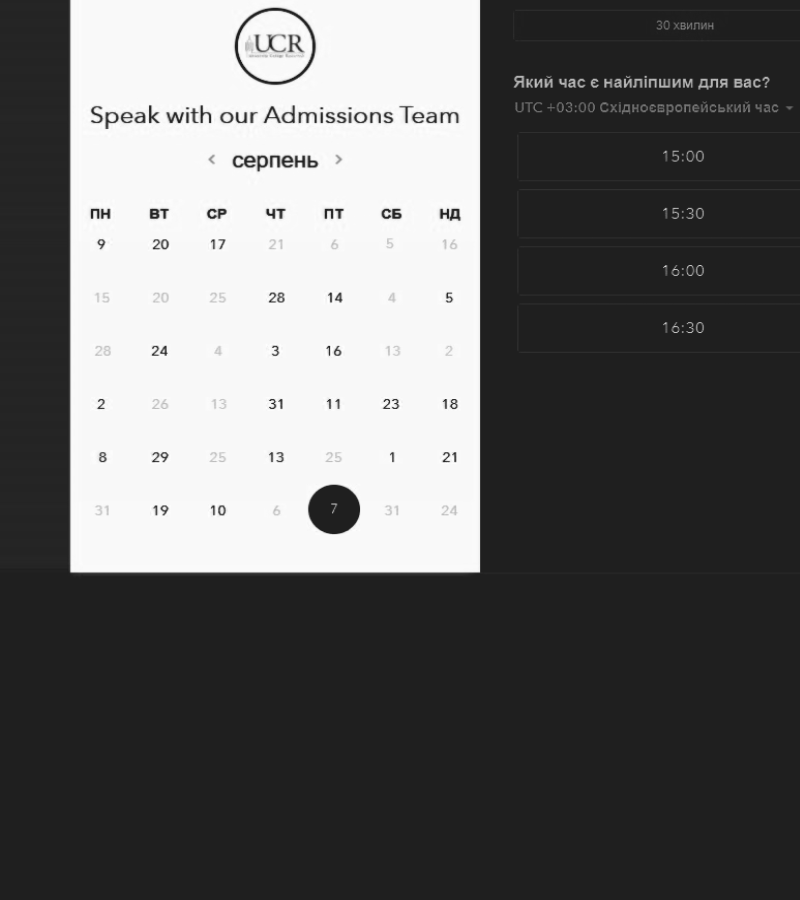 UCR
Speak with our Admissions Team
серпень
ПН ВТ СР ЧТ ПТ СБ НД
9 20 17 21 6 5 16
15 20 25 28 14 4 5
28 24 4 3 16 13 2
2 26 13 31 11 23 18
8 29 25 13 25 1 21
31 19 10 6 7 31 24
30 хвилин
Який час є найліпшим для вас?
UTC +03:00 Східноєвропейський час
15:00
15:30
16:00
16:30